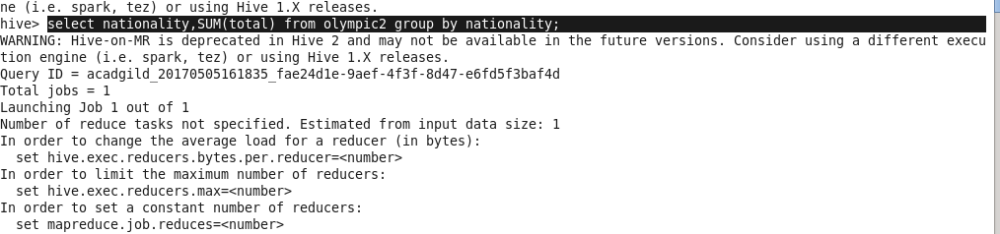 ne (i.e. spark, tez) or using Hive 1.X releases.
hive> select nationality,SUM(total) from olympic2 group by nationality;
WARNING: Hive-on-MR is deprecated in Hive 2 and may not be available in the future versions. Consider using a different execu
tion engine (i.e. spark, tez) or using Hive 1.X releases.
Query ID = acadgild_20170505161835_fae24d1e-9aef-4f3f-8d47-e6fd5f3baf4d
Total jobs = 1
Launching Job 1 out of 1
Number of reduce tasks not specified. Estimated from input data size: 1
In order to change the average load for a reducer (in bytes):
  set hive.exec.reducers.bytes.per.reducer=<number>
In order to limit the maximum number of reducers:
  set hive.exec.reducers.max=<number>
In order to set a constant number of reducers:
  set mapreduce.job.reduces=<number>